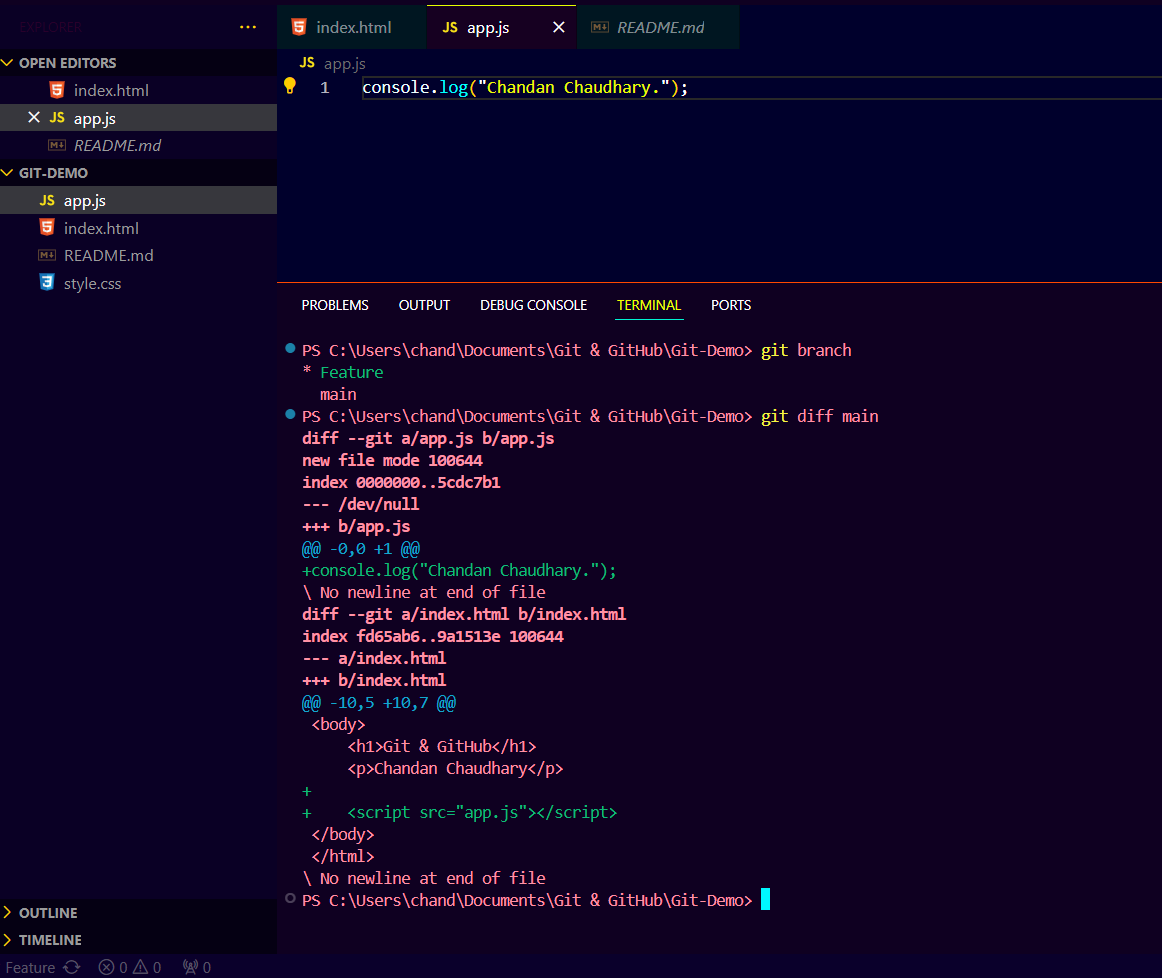 EXPLORER ···
OPEN EDITORS
index.html
JS app.js
README.md
GIT-DEMO
JS app.js
index.html
README.md
style.css
OUTLINE
TIMELINE
index.html JS app.js README.md
JS app.js
1 console.log("Chandan Chaudhary.");
PROBLEMS OUTPUT DEBUG CONSOLE TERMINAL PORTS
PS C:\Users\chand\Documents\Git & GitHub\Git-Demo> git branch
* Feature
main
PS C:\Users\chand\Documents\Git & GitHub\Git-Demo> git diff main
diff --git a/app.js b/app.js
new file mode 100644
index 0000000..5cdc7b1
--- /dev/null
+++ b/app.js
@@ -0,0 +1 @@
+console.log("Chandan Chaudhary.");
\ No newline at end of file
diff --git a/index.html b/index.html
index fd65ab6..9a1513e 100644
--- a/index.html
+++ b/index.html
@@ -10,5 +10,7 @@
<body>
<h1>Git & GitHub</h1>
<p>Chandan Chaudhary</p>
+
+ <script src="app.js"></script>
</body>
</html>
\ No newline at end of file
PS C:\Users\chand\Documents\Git & GitHub\Git-Demo>
Feature 0 0 0